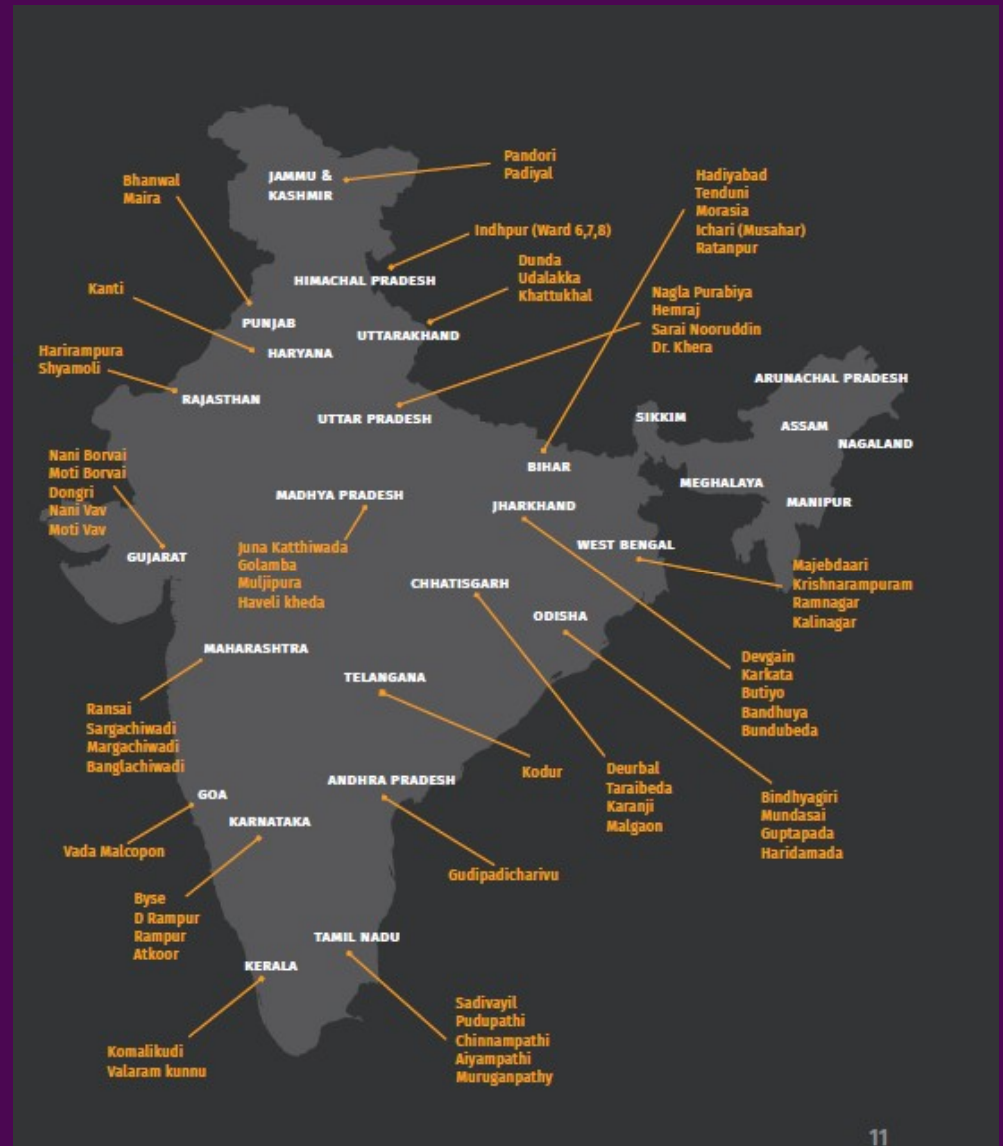 Pandori
Padiyal
JAMMU &
KASHMIR
Bhanwal
Maira
Hadiyabad
Tenduni
Morasia
Ichari (Musahar)
Ratanpur
Indhpur (Ward 6,7,8)
HIMACHAL PRADESH
Dunda
Udalakka
Khattukhal
Kanti
Nagla Purabiya
Hemraj
Sarai Nooruddin
Dr. Khera
PUNJAB
UTTARAKHAND
HARYANA
Harirampura
Shyamoli
RAJASTHAN
UTTAR PRADESH
ARUNACHAL PRADESH
SIKKIM
ASSAM
NAGALAND
Nani Borvai
Moti Borvai
Dongri
Nani Vav
Moti Vav
BIHAR
MEGHALAYA
MADHYA PRADESH
JHARKHAND
MANIPUR
GUJARAT
Juna Katthiwada
Golamba
Muljipura
Haveli kheda
WEST BENGAL
CHHATISGARH
Majebdaari
Krishnarampuram
Ramnagar
Kalinagar
ODISHA
MAHARASHTRA
TELANGANA
Devgain
Karkata
Butiyo
Bandhuya
Bundubeda
Ransai
Sargachiwadi
Margachiwadi
Banglachiwadi
Kodur
Deurbal
Taraibeda
Karanji
Malgaon
ANDHRA PRADESH
Bindhyagiri
Mundasai
Guptapada
Haridamada
GOA
KARNATAKA
Vada Malcopon
Gudipadicharivu
Byse
D Rampur
Rampur
Atkoor
TAMIL NADU
KERALA
Sadivayil
Pudupathi
Chinnampathi
Aiyampathi
Muruganpathy
Komalikudi
Valaram kunnu
11